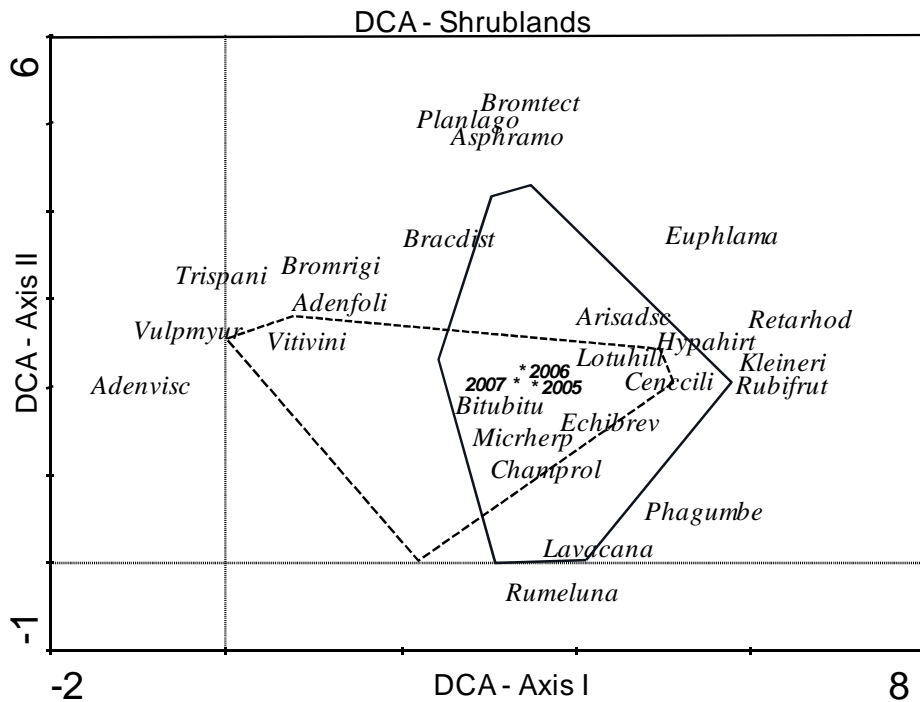 DCA - Shrublands
6
Bromtect
Planlago
Asphramo
Euphlama
Bracdist
Bromrigi
Trispani
Adenfoli
Arisadsc
Retarhod
Vulpmyur
Vitivini
Hypahirt
Lotuhill
Kleineri
* 2006
Cenccili
Rubifrut
Adenvisc
2007 * * 2005
Bitubitu
Echibrev
Micrherp
Champrol
Phagumbe
Lavacana
Rumeluna
DCA - Axis II
-1
-2
DCA - Axis I
8